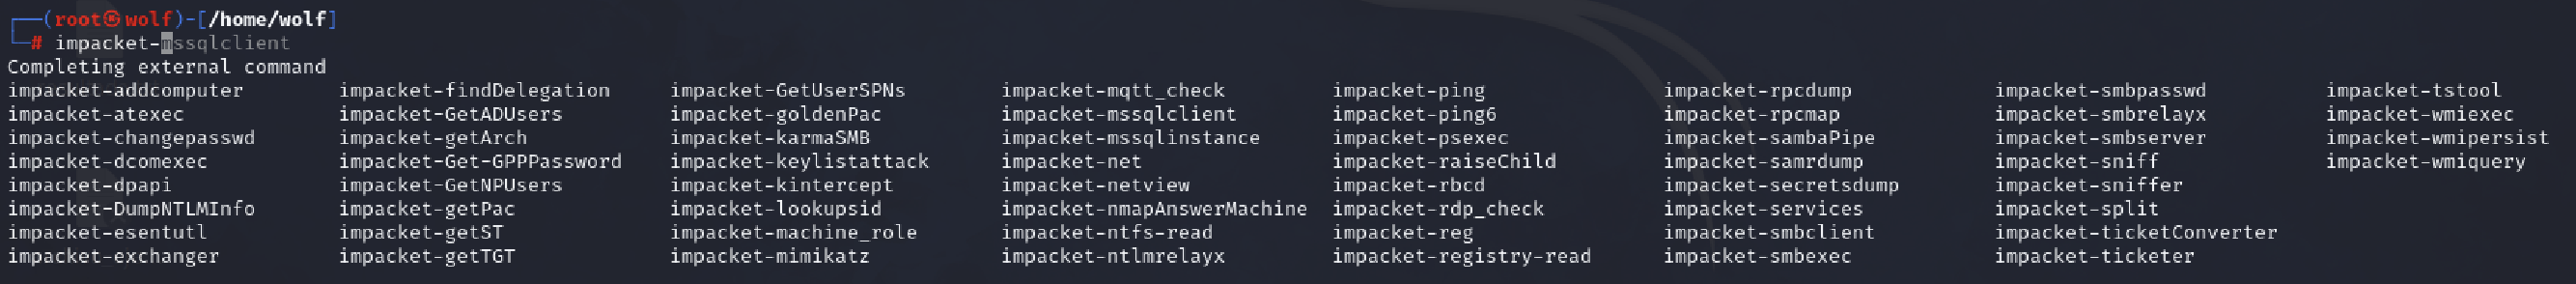 ┌──(root㉿wolf)-[/home/wolf]
└─# impacket-mssqlclient
Completing external command
impacket-addcomputer impacket-findDelegation impacket-GetUserSPNs impacket-mqtt_check impacket-ping impacket-rpcdump impacket-smbpasswd impacket-tstool
impacket-atexec impacket-GetADUsers impacket-goldenPac impacket-mssqlclient impacket-ping6 impacket-rpcmap impacket-smbrelayx impacket-wmiexec
impacket-changepasswd impacket-getArch impacket-karmaSMB impacket-mssqlinstance impacket-psexec impacket-sambaPipe impacket-smbserver impacket-wmipersist
impacket-dcomexec impacket-Get-GPPPassword impacket-keylistattack impacket-net impacket-raiseChild impacket-samrdump impacket-sniff impacket-wmiquery
impacket-dpapi impacket-GetNPUsers impacket-kintercept impacket-netview impacket-rbcd impacket-secretsdump impacket-sniffer
impacket-DumpNTLMInfo impacket-getPac impacket-lookupsid impacket-nmapAnswerMachine impacket-rdp_check impacket-services impacket-split
impacket-esentutl impacket-getST impacket-machine_role impacket-ntfs-read impacket-reg impacket-smbclient impacket-ticketConverter
impacket-exchanger impacket-getTGT impacket-mimikatz impacket-ntlmrelayx impacket-registry-read impacket-smbexec impacket-ticketer